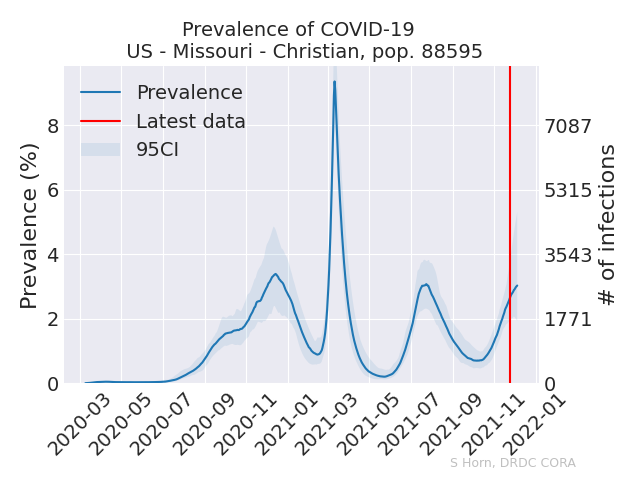 Prevalence of COVID-19
US - Missouri - Christian, pop. 88595
Prevalence
Latest data
95CI
Prevalence (%)
8
6
4
2
0
7087
5315
3543
1771
0
# of infections
2020-03
2020-05
2020-07
2020-09
2020-11
2021-01
2021-03
2021-05
2021-07
2021-09
2021-11
2022-01
S Horn, DRDC CORA